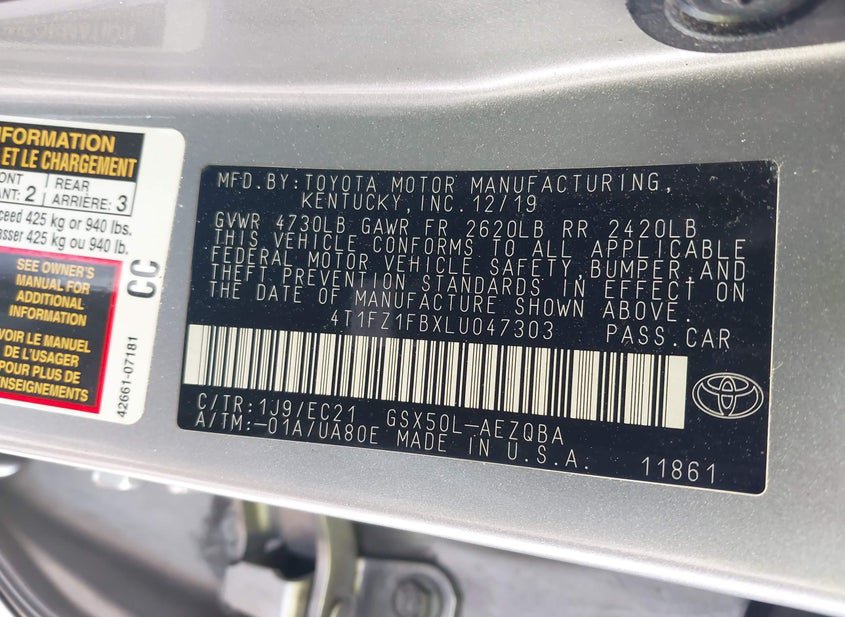 FORMATION
ET LE CHARGEMENT
ONT
ANT: 2
REAR
ARRIÈRE: 3
ceed 425 kg or 940 lbs.
asser 425 kg ou 940 lb.
SEE OWNER'S
MANUAL FOR
ADDITIONAL
INFORMATION
VOIR LE MANUEL
DE L'USAGER
POUR PLUS DE
ENSEIGNEMENTS
CC
42661-07181
MFD.BY:TOYOTA MOTOR MANUFACTURING,
KENTUCKY, INC.12/19
GVWR 4730LB GAWR FR 2620LB RR 2420LB
THIS VEHICLE CONFORMS TO ALL APPLICABLE
FEDERAL MOTOR VEHICLE SAFETY,BUMPER,AND
THEFT PREVENTION STANDARDS IN EFFECT ON
THE DATE OF MANUFACTURE SHOWN ABOVE.
4T1FZ1FBXLU047303 PASS.CAR
C/TR:1J9/EC21 GSX50L-AEZQBA
A/TM:-01A/UA80E MADE IN U.S.A.
11861